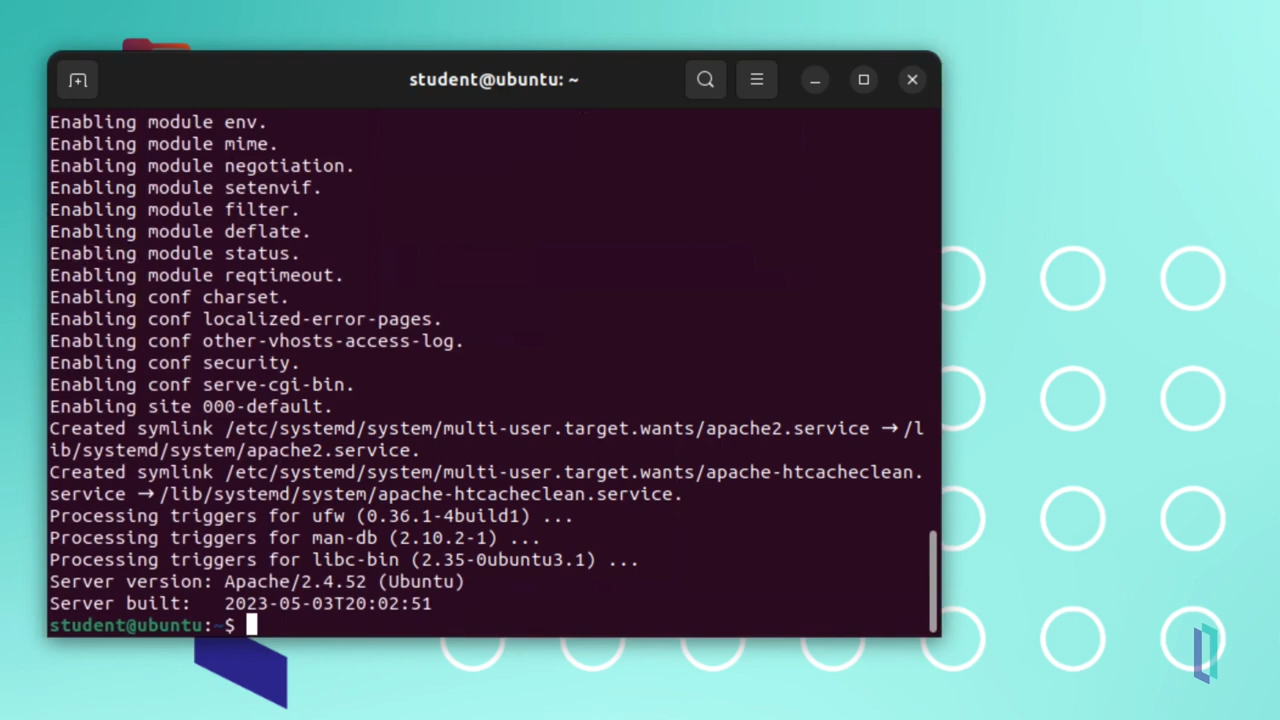 student@ubuntu: ~
Enabling module env.
Enabling module mime.
Enabling module negotiation.
Enabling module setenvif.
Enabling module filter.
Enabling module deflate.
Enabling module status.
Enabling module reqtimeout.
Enabling conf charset.
Enabling conf localized-error-pages.
Enabling conf other-vhosts-access-log.
Enabling conf security.
Enabling conf serve-cgi-bin.
Enabling site 000-default.
Created symlink /etc/systemd/system/multi-user.target.wants/apache2.service → /l
ib/systemd/system/apache2.service.
Created symlink /etc/systemd/system/multi-user.target.wants/apache-htcacheclean.
service → /lib/systemd/system/apache-htcacheclean.service.
Processing triggers for ufw (0.36.1-4build1) ...
Processing triggers for man-db (2.10.2-1) ...
Processing triggers for libc-bin (2.35-0ubuntu3.1) ...
Server version: Apache/2.4.52 (Ubuntu)
Server built:   2023-05-03T20:02:51
student@ubuntu:~$